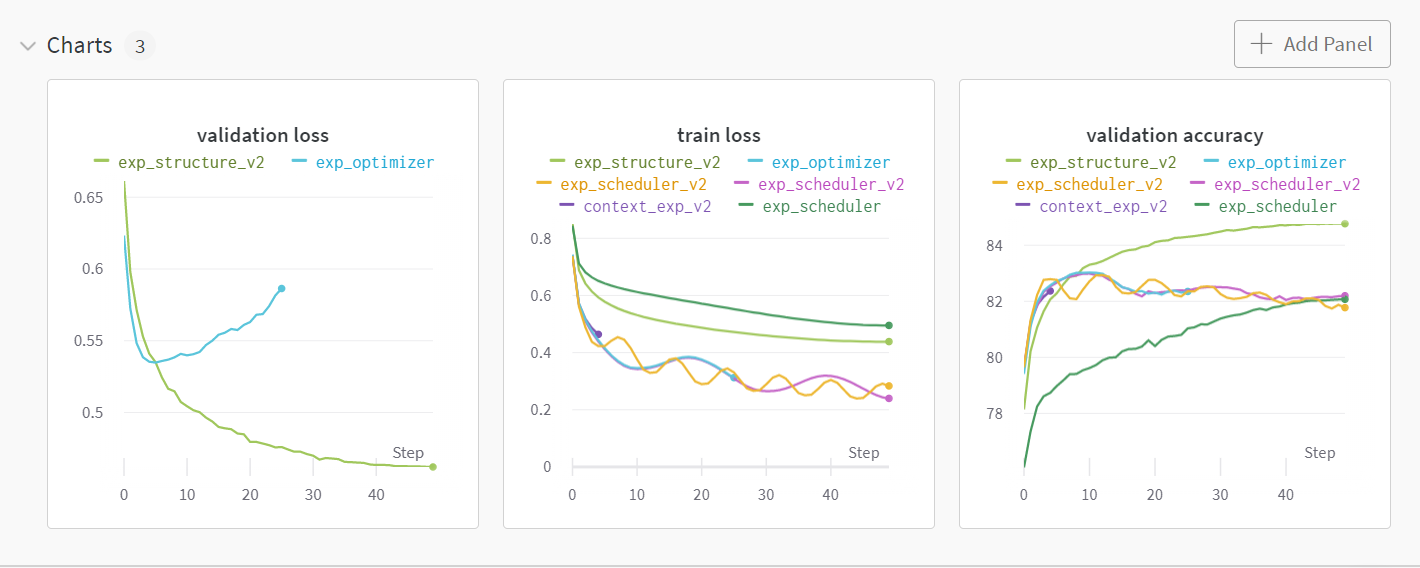 Charts 3
Add Panel
validation loss
exp_structure_v2 exp_optimizer
0.65
0.6
0.55
0.5
Step
0 10 20 30 40
train loss
exp_structure_v2 exp_optimizer
exp_scheduler_v2 exp_scheduler_v2
context_exp_v2 exp_scheduler
0.8
0.6
0.4
0.2
0
Step
0 10 20 30 40
validation accuracy
exp_structure_v2 exp_optimizer
exp_scheduler_v2 exp_scheduler_v2
context_exp_v2 exp_scheduler
84
82
80
78
Step
0 10 20 30 40